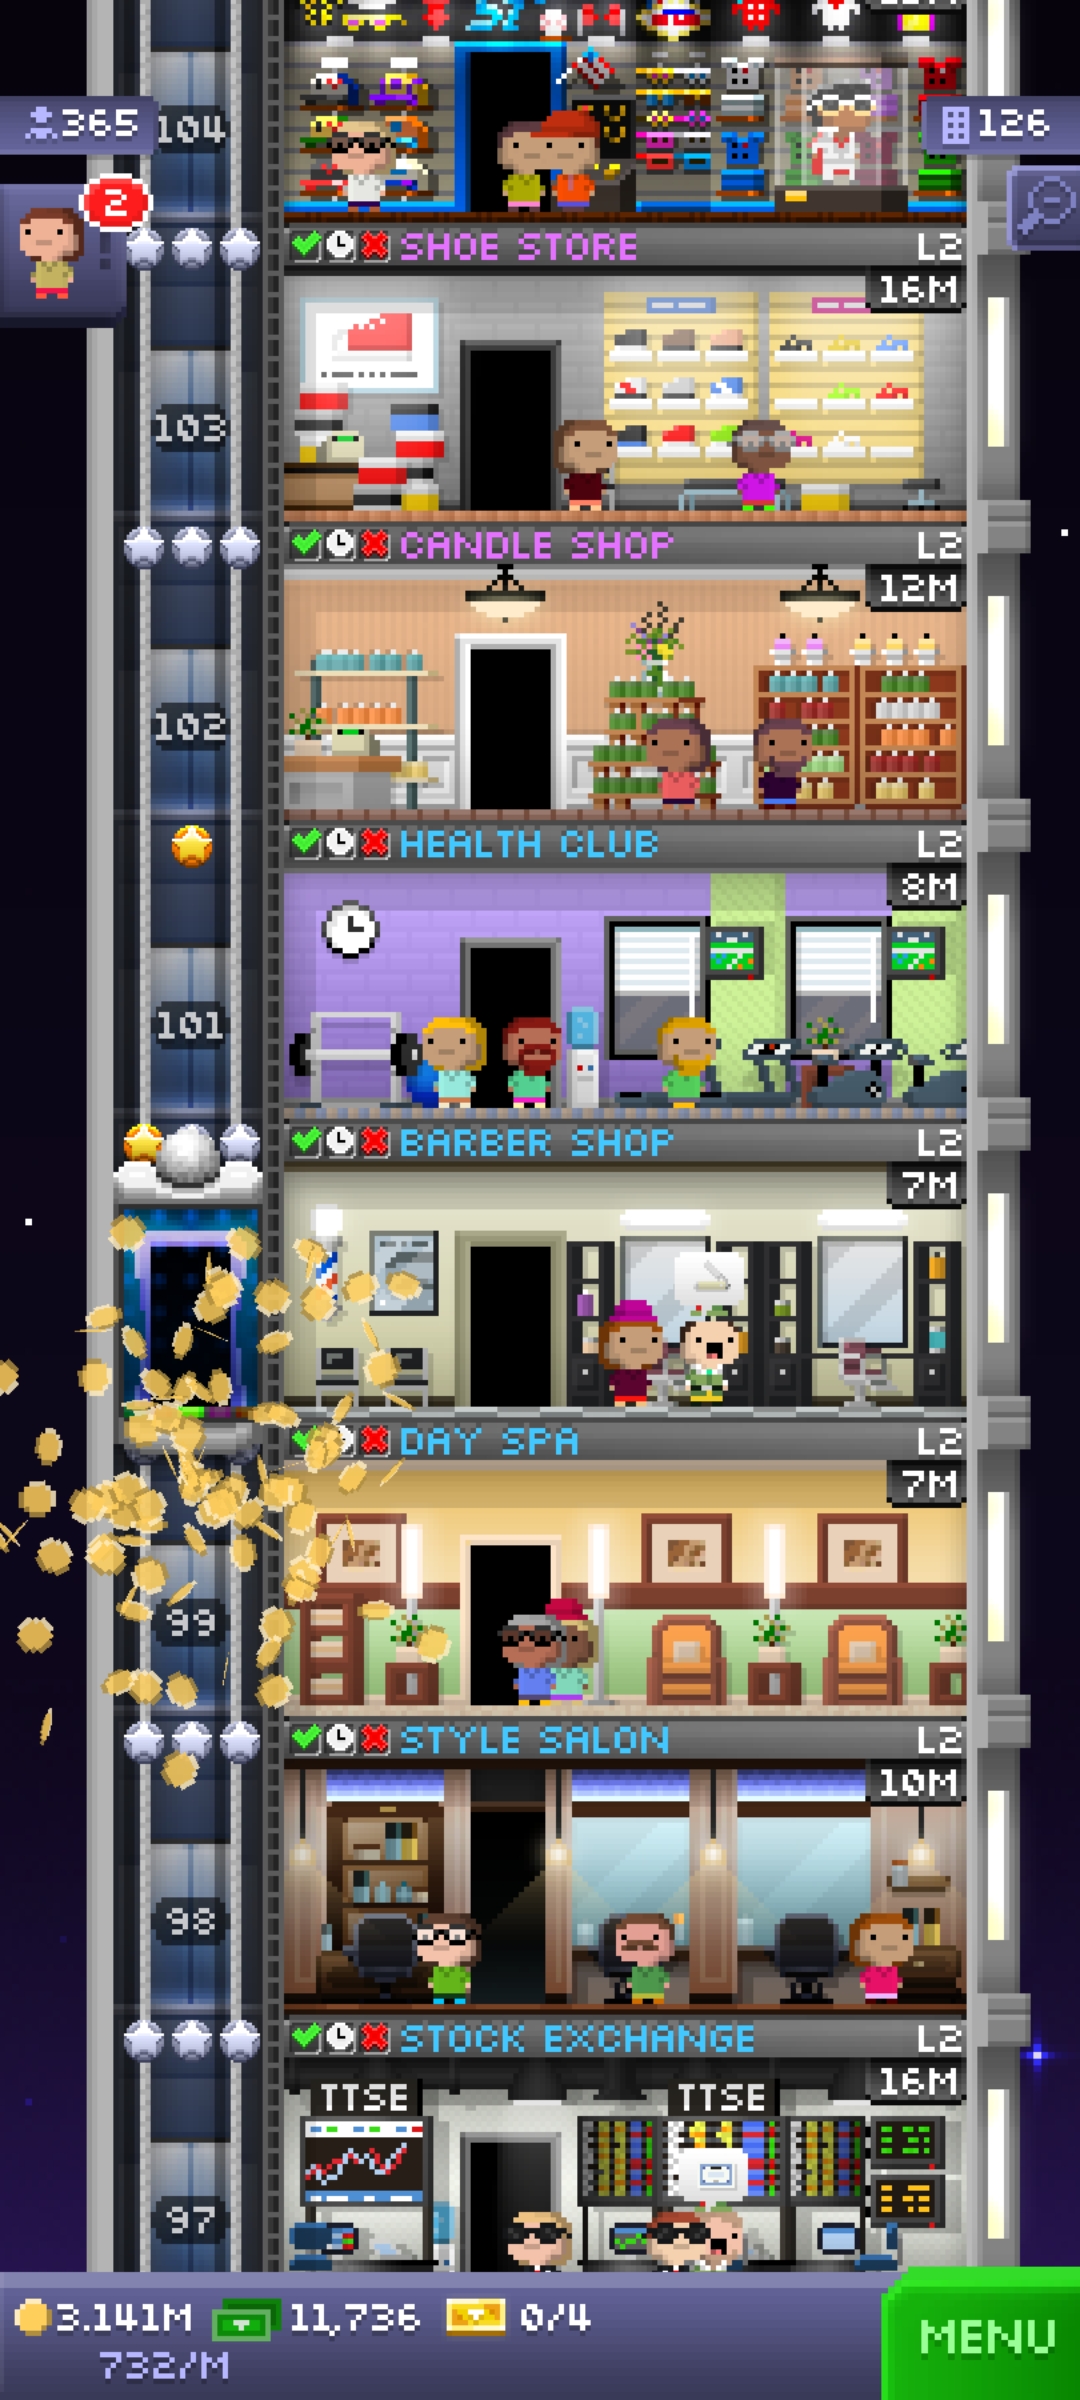 365
104
126
2
SHOE STORE L2
16M
103
CANDLE SHOP L2
12M
102
HEALTH CLUB L2
8M
101
BARBER SHOP L2
7M
DAY SPA L2
7M
99
STYLE SALON L2
10M
98
STOCK EXCHANGE L2
16M
TTSE TTSE
97
3.141M 11,736 0/4
732/M
MENU